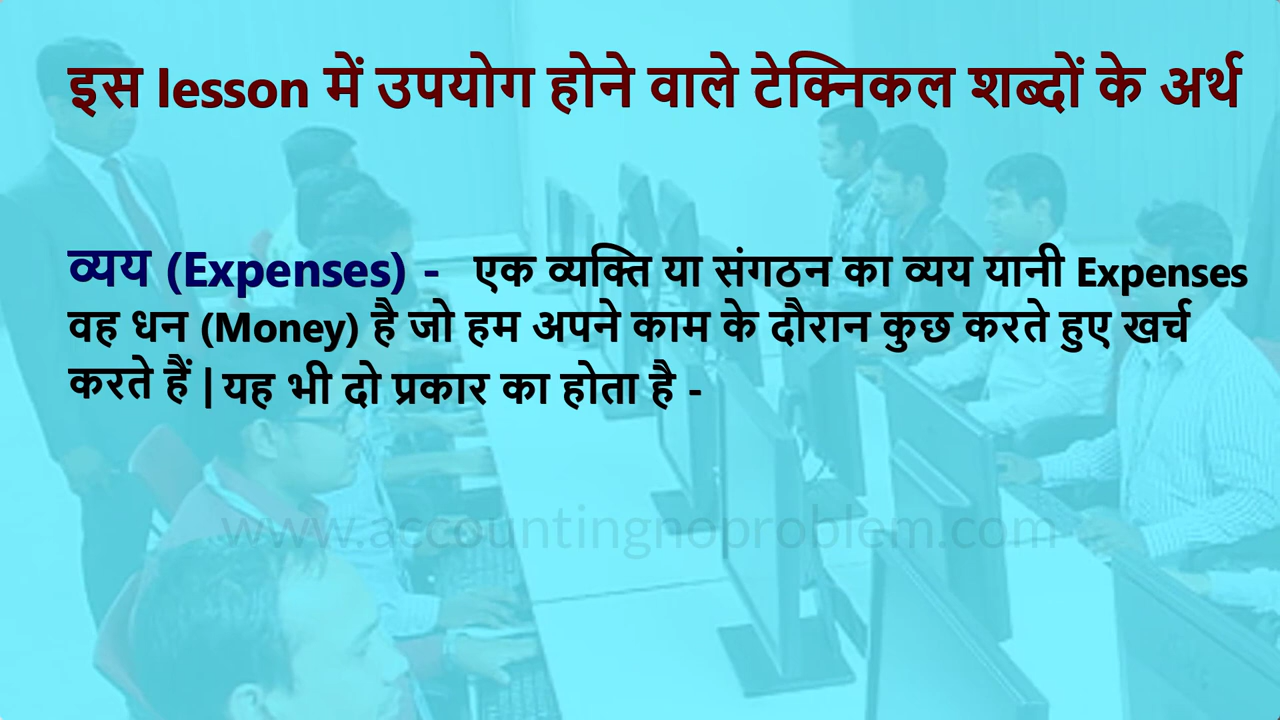 इस lesson में उपयोग होने वाले टेक्निकल शब्दों के अर्थ
व्यय (Expenses) - एक व्यक्ति या संगठन का व्यय यानी Expenses
वह धन (Money) है जो हम अपने काम के दौरान कुछ करते हुए खर्च
करते हैं | यह भी दो प्रकार का होता है -
www.accountingnoproblem.com